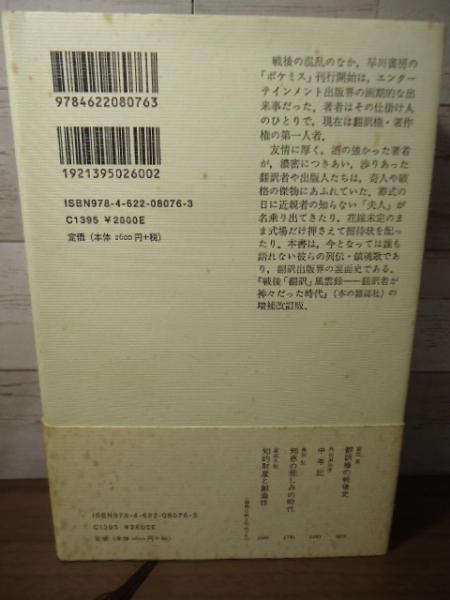 9784622080763
1921395026002
ISBN978-4-622-08076-3
C1395 ¥2600E
定価 (本体 2600円+税)
戦後の混乱のなか，早川書房の
「ポケミス」刊行開始は，エンター
テインメント出版界の画期的な出
来事だった。著者はその仕掛け人
のひとりで，現在は翻訳権・著作
権の第一人者。
友情に厚く，酒の強かった著者
が，濃密につきあい，渉りあった
翻訳者や出版人たちは，奇人や破
格の傑物にあふれていた。葬式の
日に近親者の知らない「夫人」が
名乗り出てきたり，花嫁未定のま
ま式場だけ押さえて招待状を配っ
たり。本書は，今となっては誰も
語れない彼らの列伝・鎮魂歌であ
り，翻訳出版界の裏面史である。
『戦後「翻訳」風雲録——翻訳者が
神々だった時代』(本の雑誌社) の
増補改訂版。
翻訳権の戦後史
中年記
知恵の悲しみの時代
知的財産と創造性
ISBN978-4-622-08076-3
C1395 ¥2600E
定価 (本体 2600円+税)